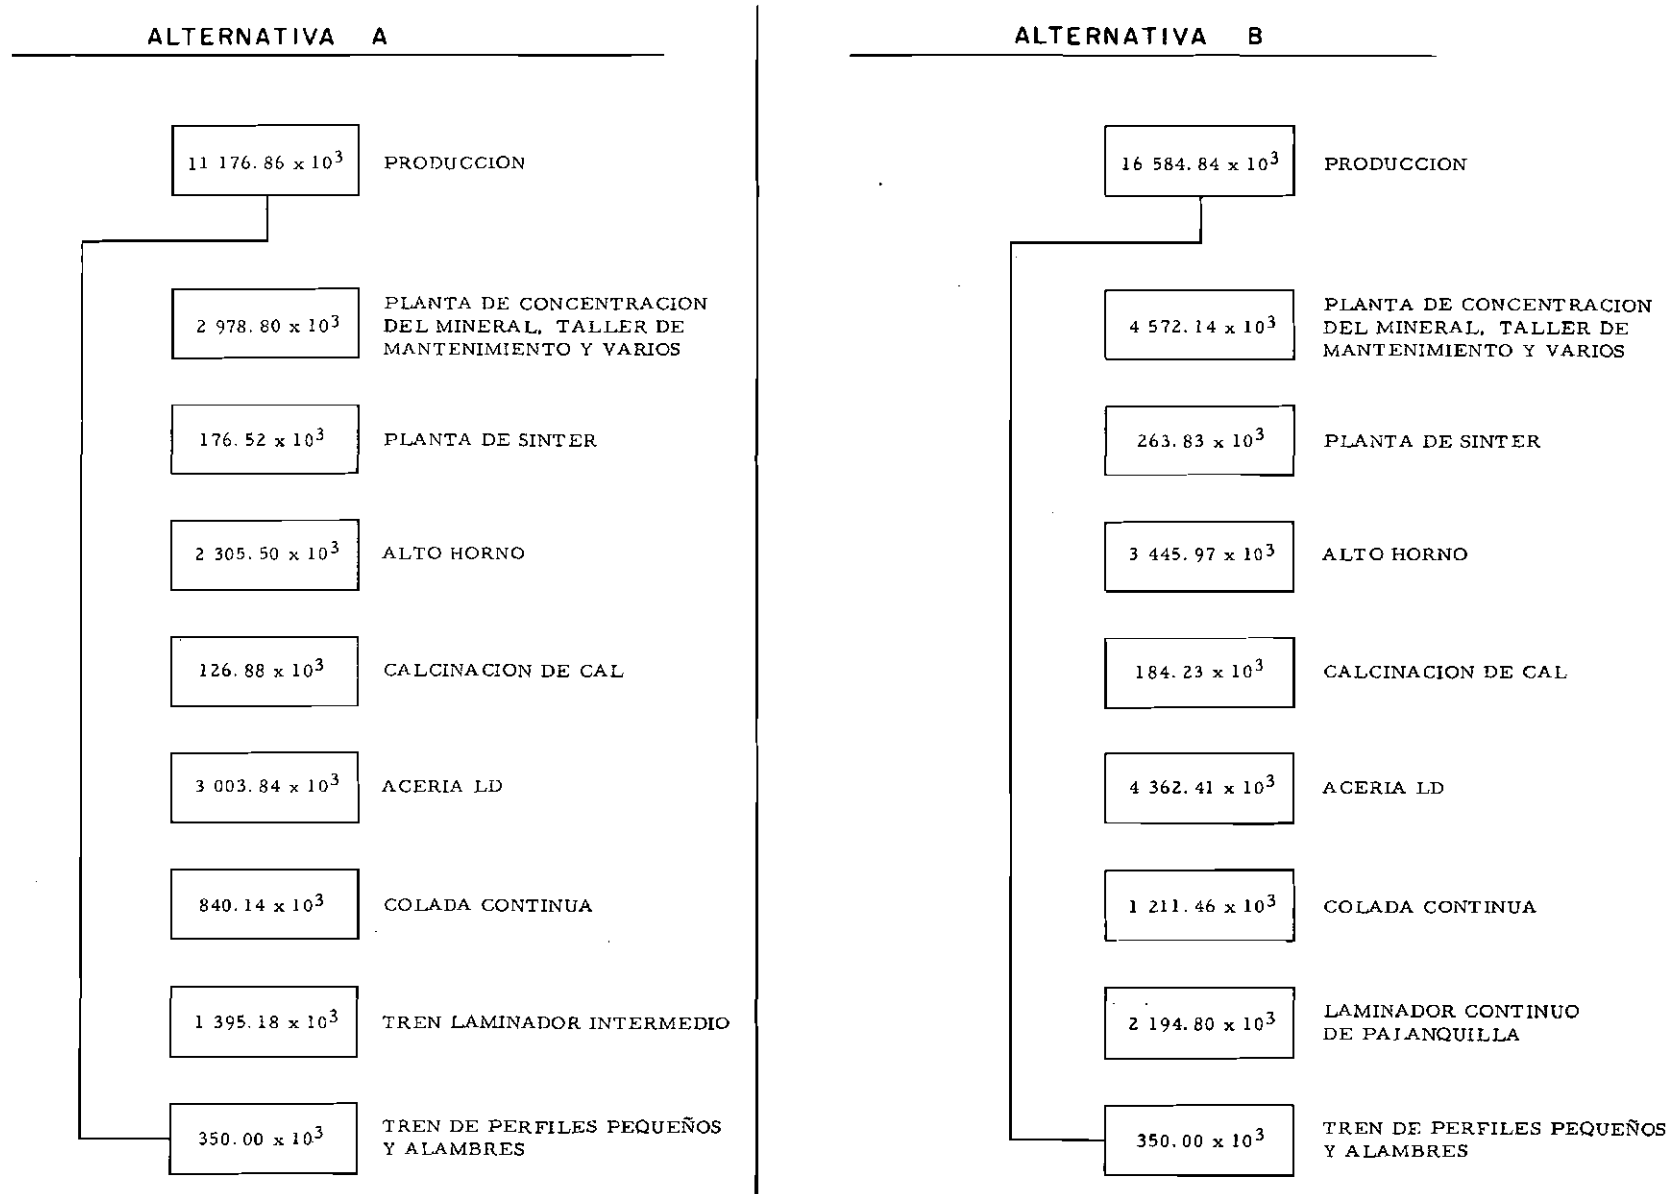 ALTERNATIVA A
11 176.86 x 10³ PRODUCCION
2 978.80 x 10³
PLANTA DE CONCENTRACION
DEL MINERAL, TALLER DE
MANTENIMIENTO Y VARIOS
176.52 x 10³ PLANTA DE SINTER
2 305.50 x 10³ ALTO HORNO
126.88 x 10³ CALCINACION DE CAL
3 003.84 x 10³ ACERIA LD
840.14 x 10³ COLADA CONTINUA
1 395.18 x 10³ TREN LAMINADOR INTERMEDIO
350.00 x 10³
TREN DE PERFILES PEQUEÑOS
Y ALAMBRES
ALTERNATIVA B
16 584.84 x 10³ PRODUCCION
4 572.14 x 10³
PLANTA DE CONCENTRACION
DEL MINERAL, TALLER DE
MANTENIMIENTO Y VARIOS
263.83 x 10³ PLANTA DE SINTER
3 445.97 x 10³ ALTO HORNO
184.23 x 10³ CALCINACION DE CAL
4 362.41 x 10³ ACERIA LD
1 211.46 x 10³ COLADA CONTINUA
2 194.80 x 10³
LAMINADOR CONTINUO
DE PALANQUILLA
350.00 x 10³
TREN DE PERFILES PEQUEÑOS
Y ALAMBRES